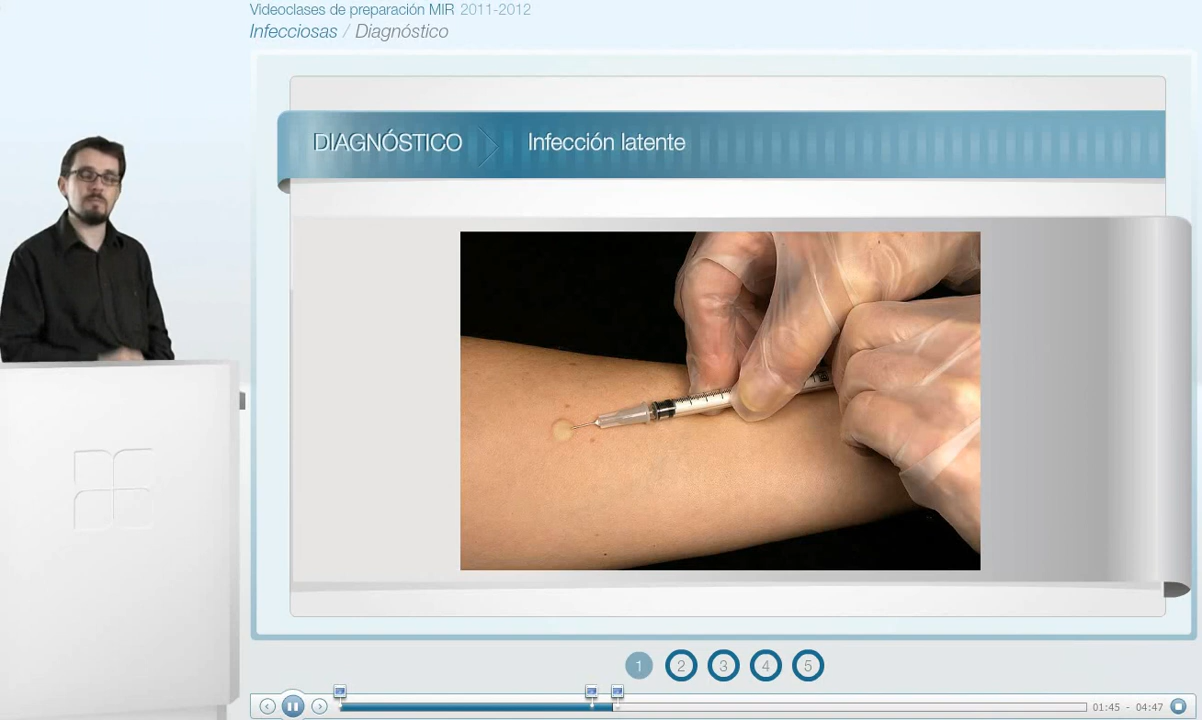 Videoclases de preparación MIR 2011-2012
Infecciosas / Diagnóstico
DIAGNÓSTICO
Infección latente
1 2 3 4 5
01:45 - 04:47